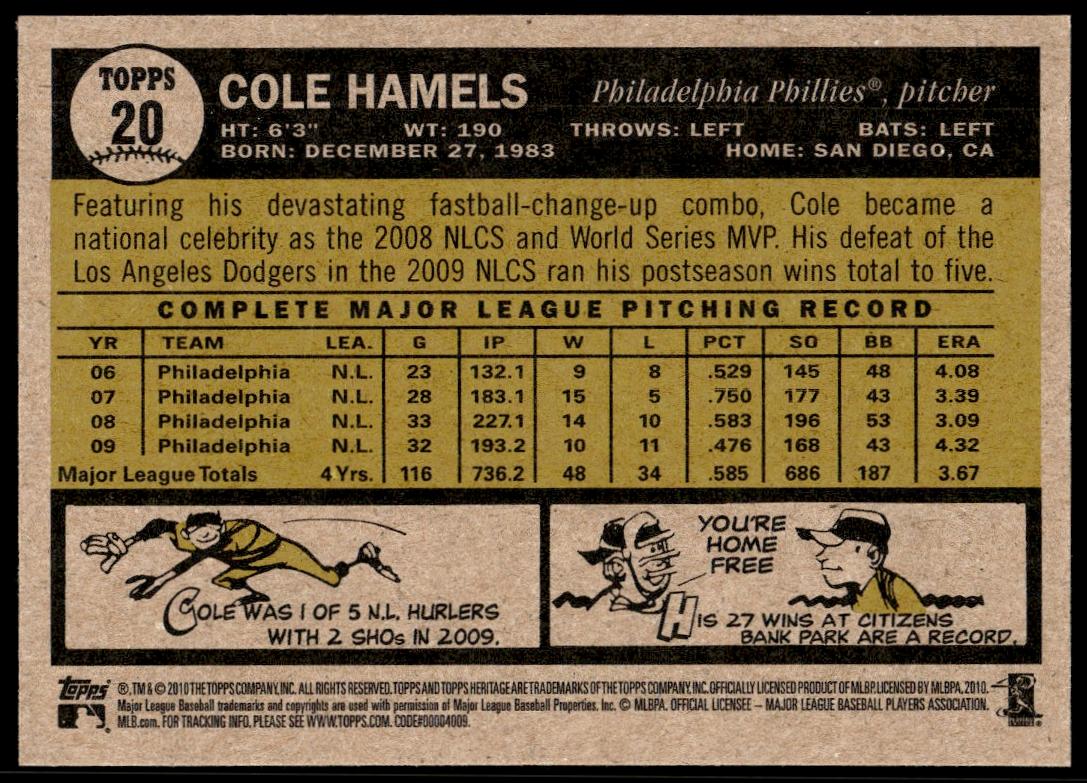 TOPPS
20
COLE HAMELS
Philadelphia Phillies®, pitcher
HT: 6'3" WT: 190 THROWS: LEFT BATS: LEFT
BORN: DECEMBER 27, 1983 HOME: SAN DIEGO, CA
Featuring his devastating fastball-change-up combo, Cole became a
national celebrity as the 2008 NLCS and World Series MVP. His defeat of the
Los Angeles Dodgers in the 2009 NLCS ran his postseason wins total to five.
COMPLETE MAJOR LEAGUE PITCHING RECORD
YR TEAM LEA. G IP W L PCT SO BB ERA
06 Philadelphia N.L. 23 132.1 9 8 .529 145 48 4.08
07 Philadelphia N.L. 28 183.1 15 5 .750 177 43 3.39
08 Philadelphia N.L. 33 227.1 14 10 .583 196 53 3.09
09 Philadelphia N.L. 32 193.2 10 11 .476 168 43 4.32
Major League Totals 4 Yrs. 116 736.2 48 34 .585 686 187 3.67
COLE WAS 1 OF 5 N.L. HURLERS
WITH 2 SHOs IN 2009.
YOU'RE
HOME
FREE
HIS 27 WINS AT CITIZENS
BANK PARK ARE A RECORD.
Topps ®, TM & © 2010 THE TOPPS COMPANY, INC. ALL RIGHTS RESERVED. TOPPS AND TOPPS HERITAGE ARE TRADEMARKS OF THE TOPPS COMPANY, INC. OFFICIALLY LICENSED PRODUCT OF MLBP. LICENSED BY MLBPA, 2010.
Major League Baseball trademarks and copyrights are used with permission of Major League Baseball Properties, Inc. © MLBPA. OFFICIAL LICENSEE – MAJOR LEAGUE BASEBALL PLAYERS ASSOCIATION.
MLB.com. FOR TRACKING INFO, PLEASE SEE WWW.TOPPS.COM. CODE#00004009.